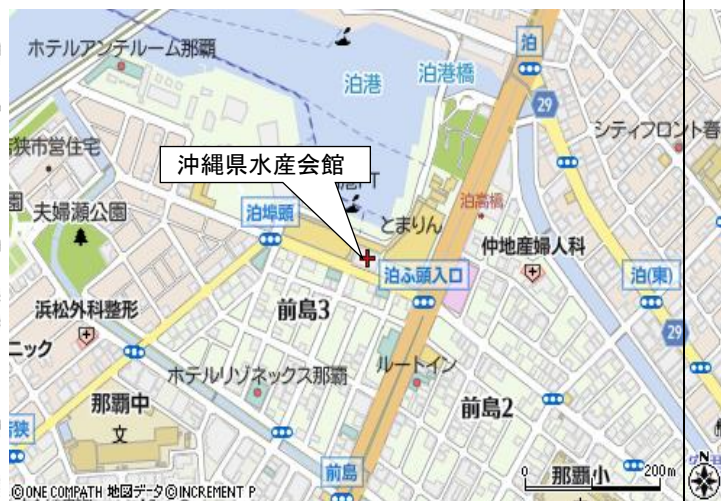 泊
ホテルアンテルーム那覇
泊港
泊港橋
29
シティフロント春
狭市営住宅
沖縄県水産会館
園
夫婦瀬公園
泊埠頭
とまりん
泊高橋
仲地産婦人科
泊ふ頭入口
泊(東)
浜松外科整形
前島3
29
ニック
ホテルリゾネックス那覇
ルートイン
那覇中
文
前島2
狭
前島
那覇小
0
200m
N
©ONE COMPATH 地図データ©INCREMENT P